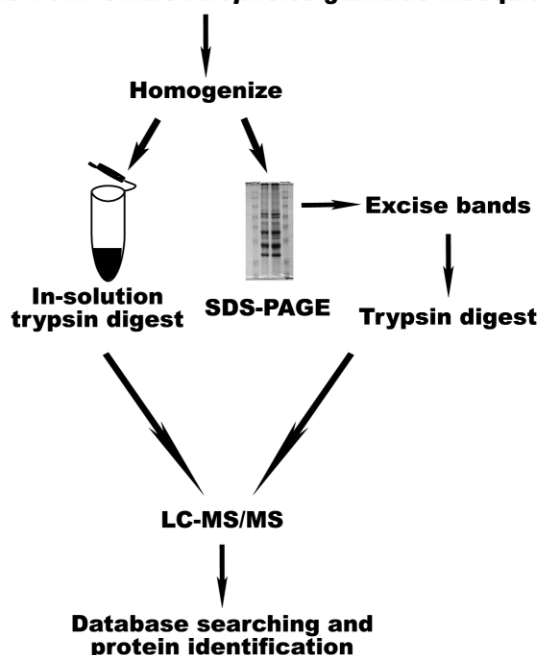 Homogenize
In-solution
trypsin digest
SDS-PAGE
Excise bands
Trypsin digest
LC-MS/MS
Database searching and
protein identification